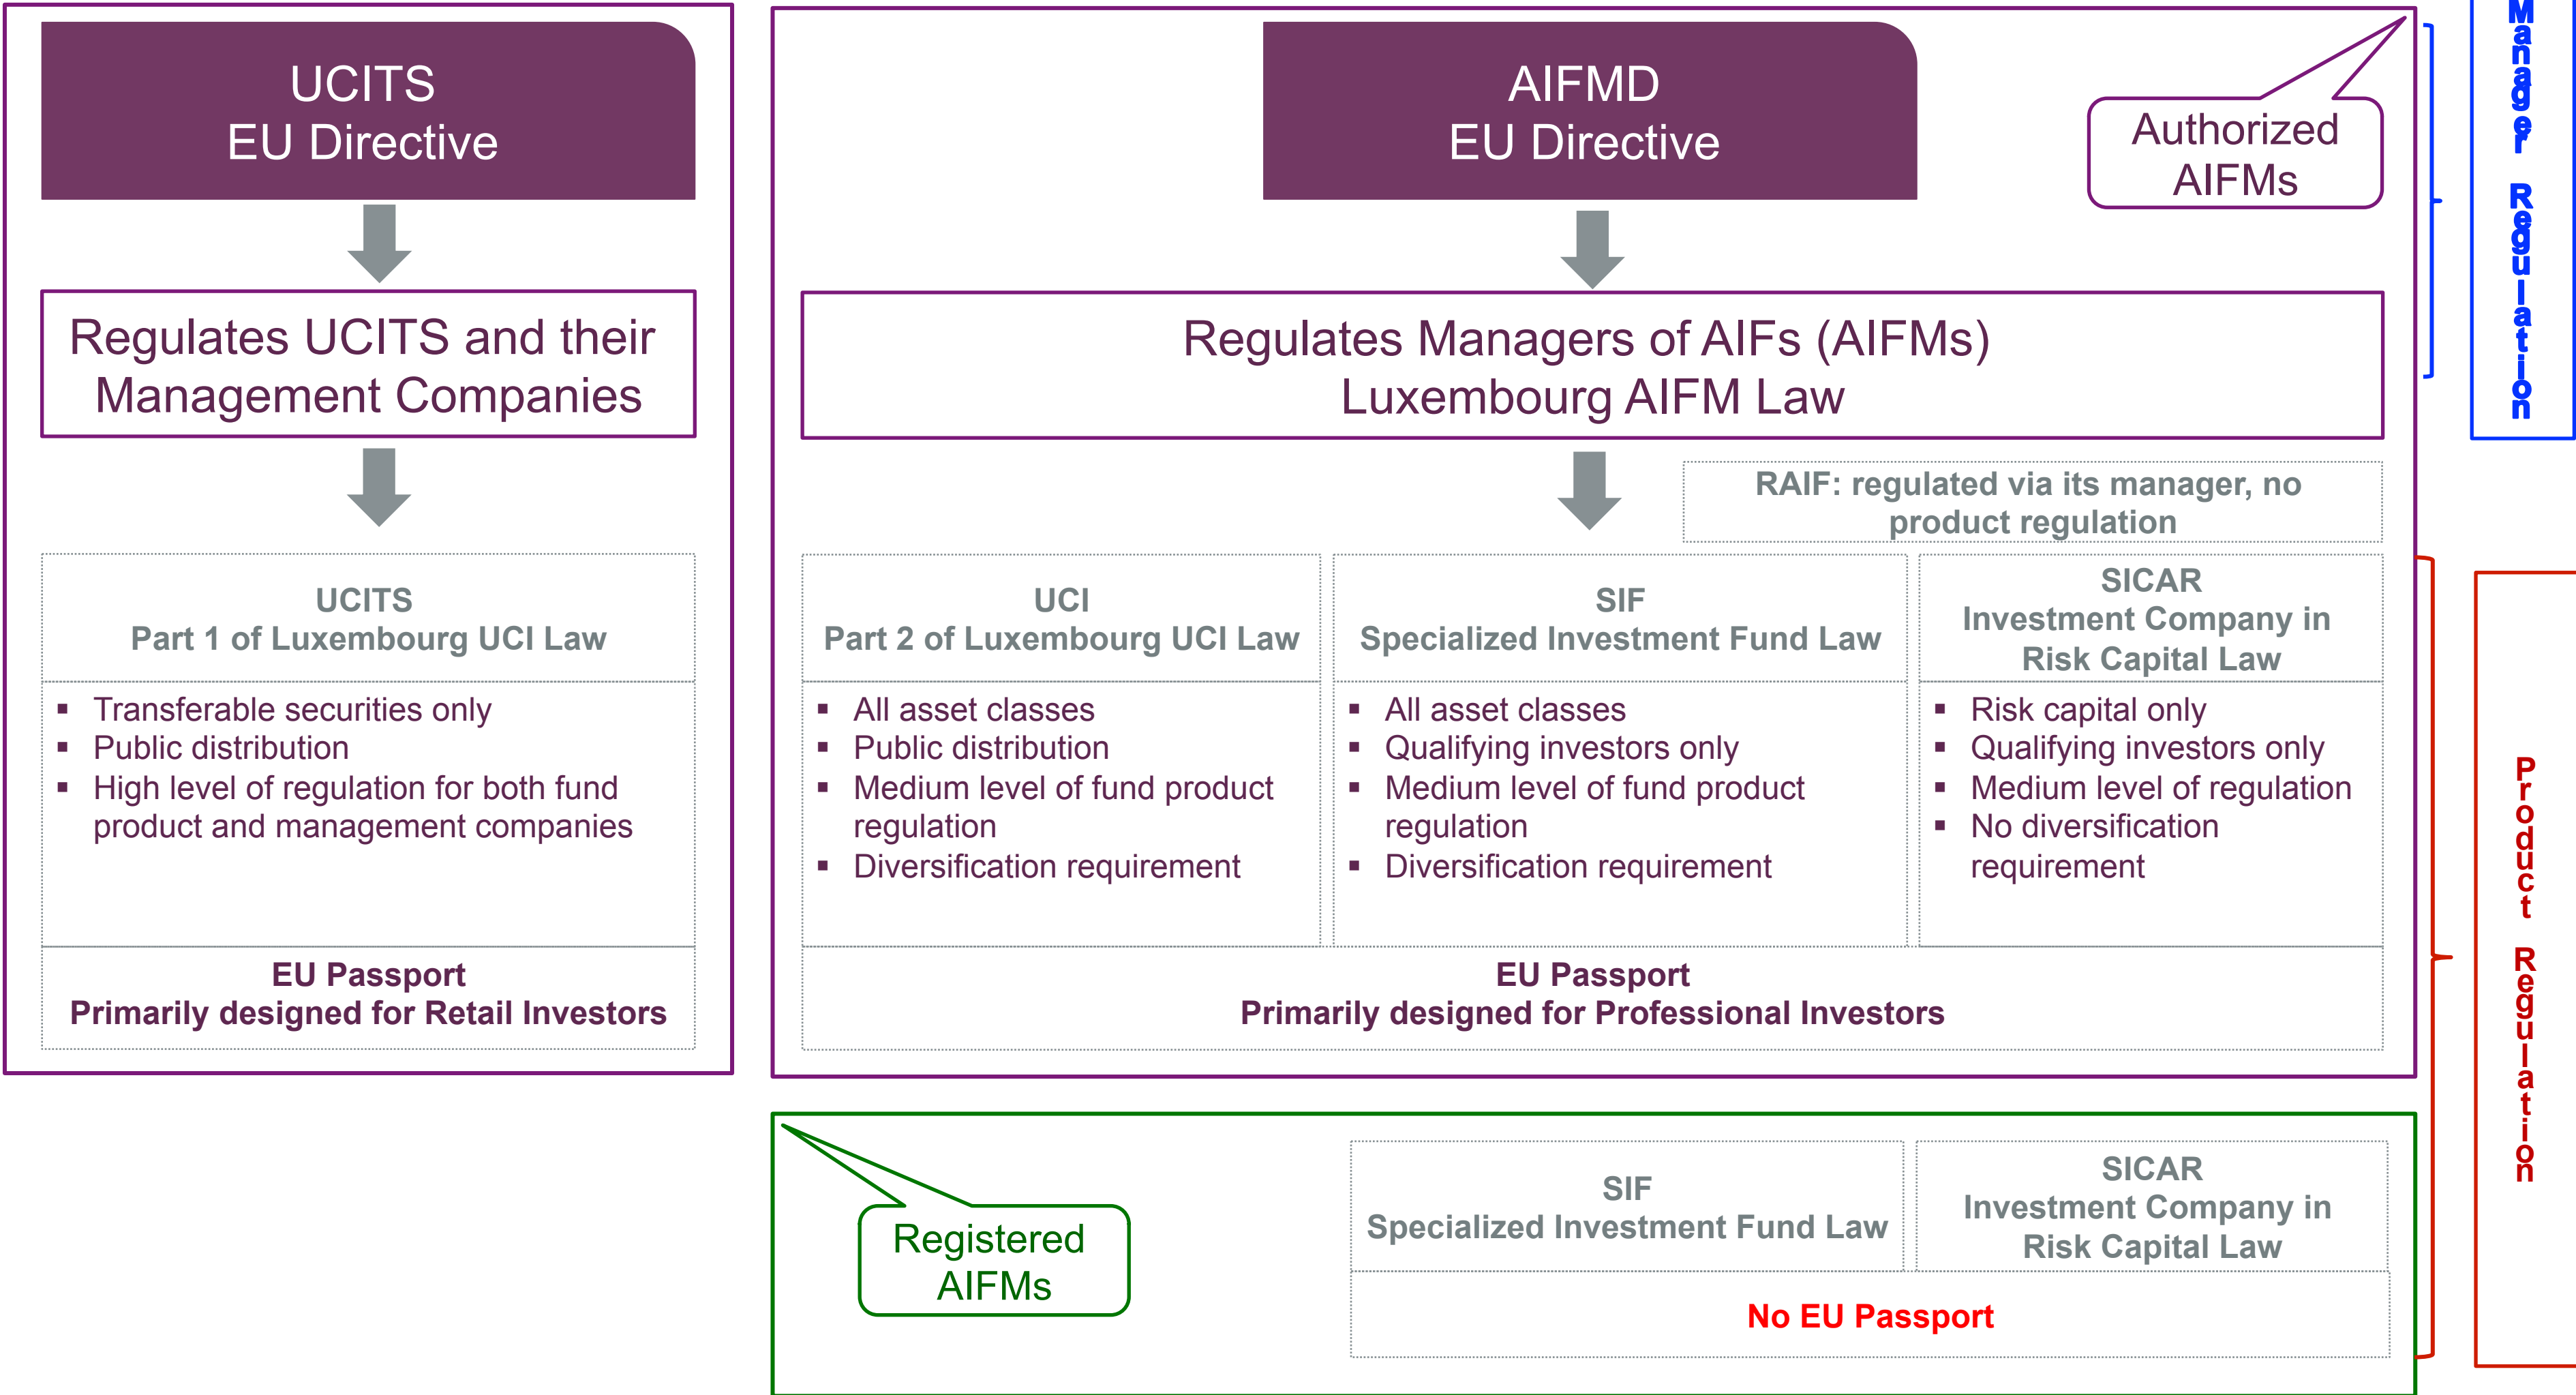 UCITS
EU Directive
Regulates UCITS and their
Management Companies
UCITS
Part 1 of Luxembourg UCI Law
▪ Transferable securities only
▪ Public distribution
▪ High level of regulation for both fund
product and management companies
EU Passport
Primarily designed for Retail Investors
AIFMD
EU Directive
Authorized
AIFMs
Regulates Managers of AIFs (AIFMs)
Luxembourg AIFM Law
RAIF: regulated via its manager, no
product regulation
UCI
Part 2 of Luxembourg UCI Law
▪ All asset classes
▪ Public distribution
▪ Medium level of fund product
regulation
▪ Diversification requirement
SIF
Specialized Investment Fund Law
▪ All asset classes
▪ Qualifying investors only
▪ Medium level of fund product
regulation
▪ Diversification requirement
SICAR
Investment Company in
Risk Capital Law
▪ Risk capital only
▪ Qualifying investors only
▪ Medium level of regulation
▪ No diversification
requirement
EU Passport
Primarily designed for Professional Investors
Registered
AIFMs
SIF
Specialized Investment Fund Law
SICAR
Investment Company in
Risk Capital Law
No EU Passport
Manager Regulation
Product Regulation